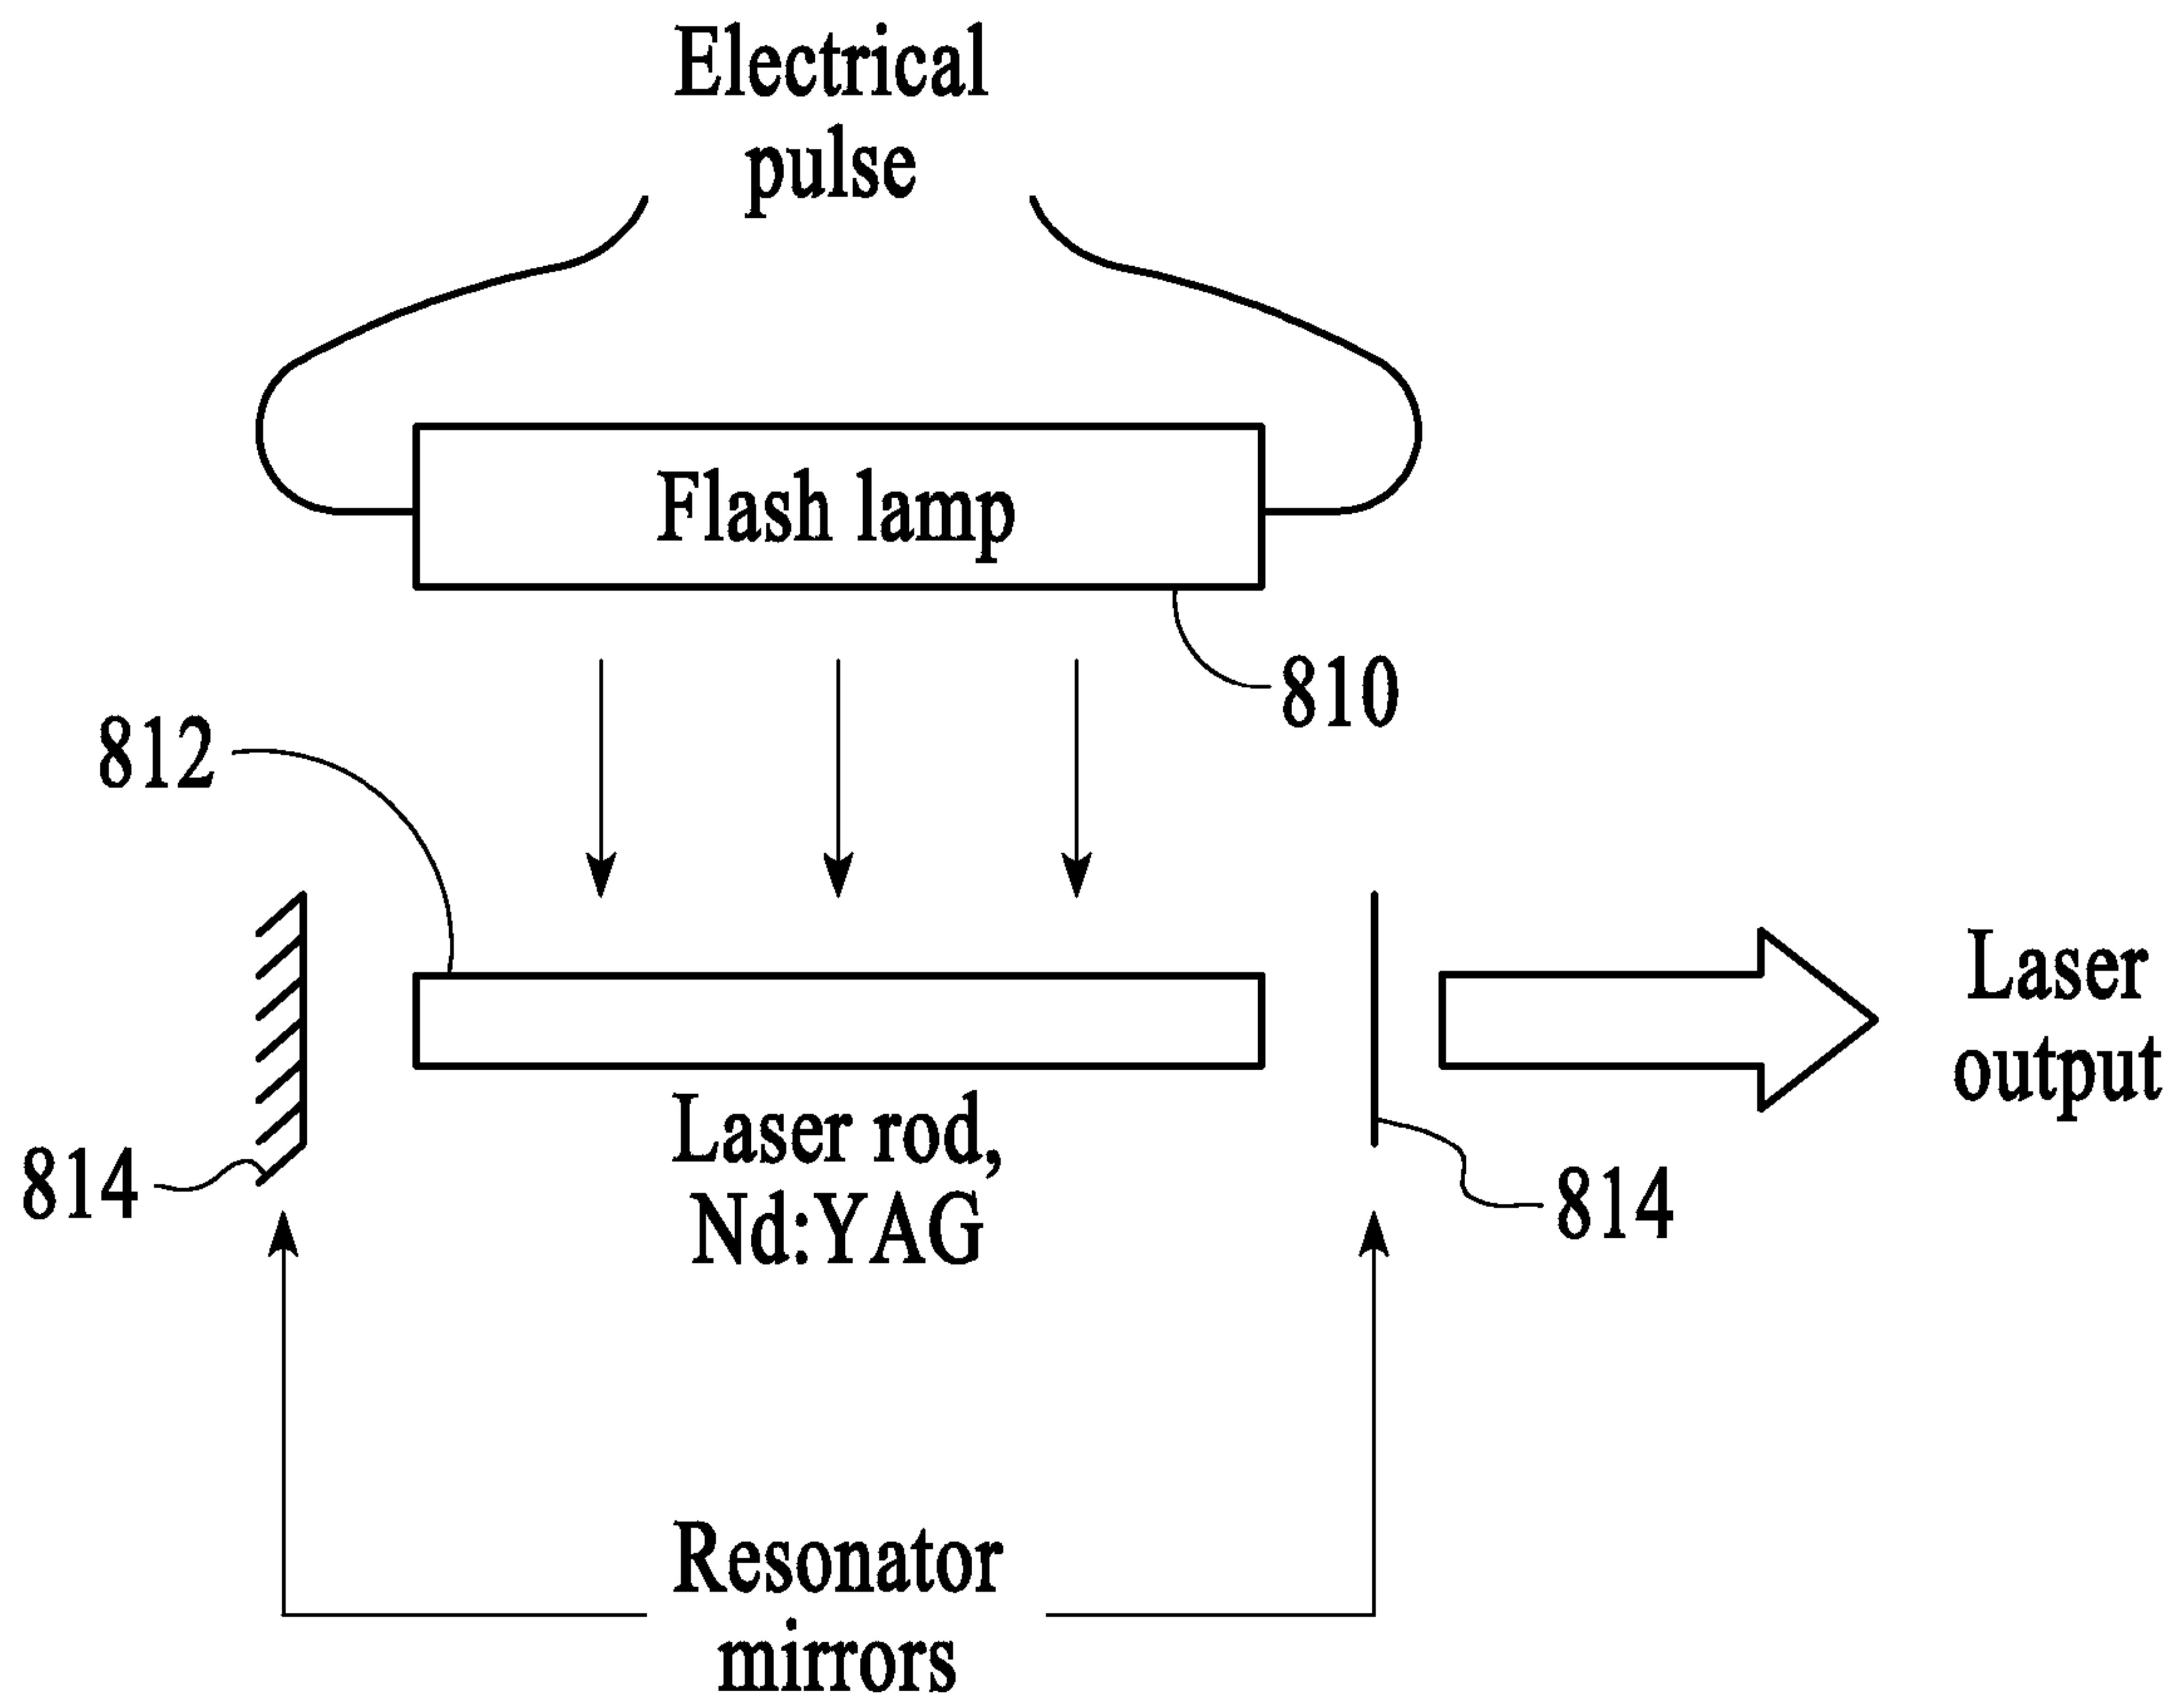 Electrical
pulse
Flash lamp
810
812
Laser
output
Laser rod,
Nd:YAG
814
814
Resonator
mirrors